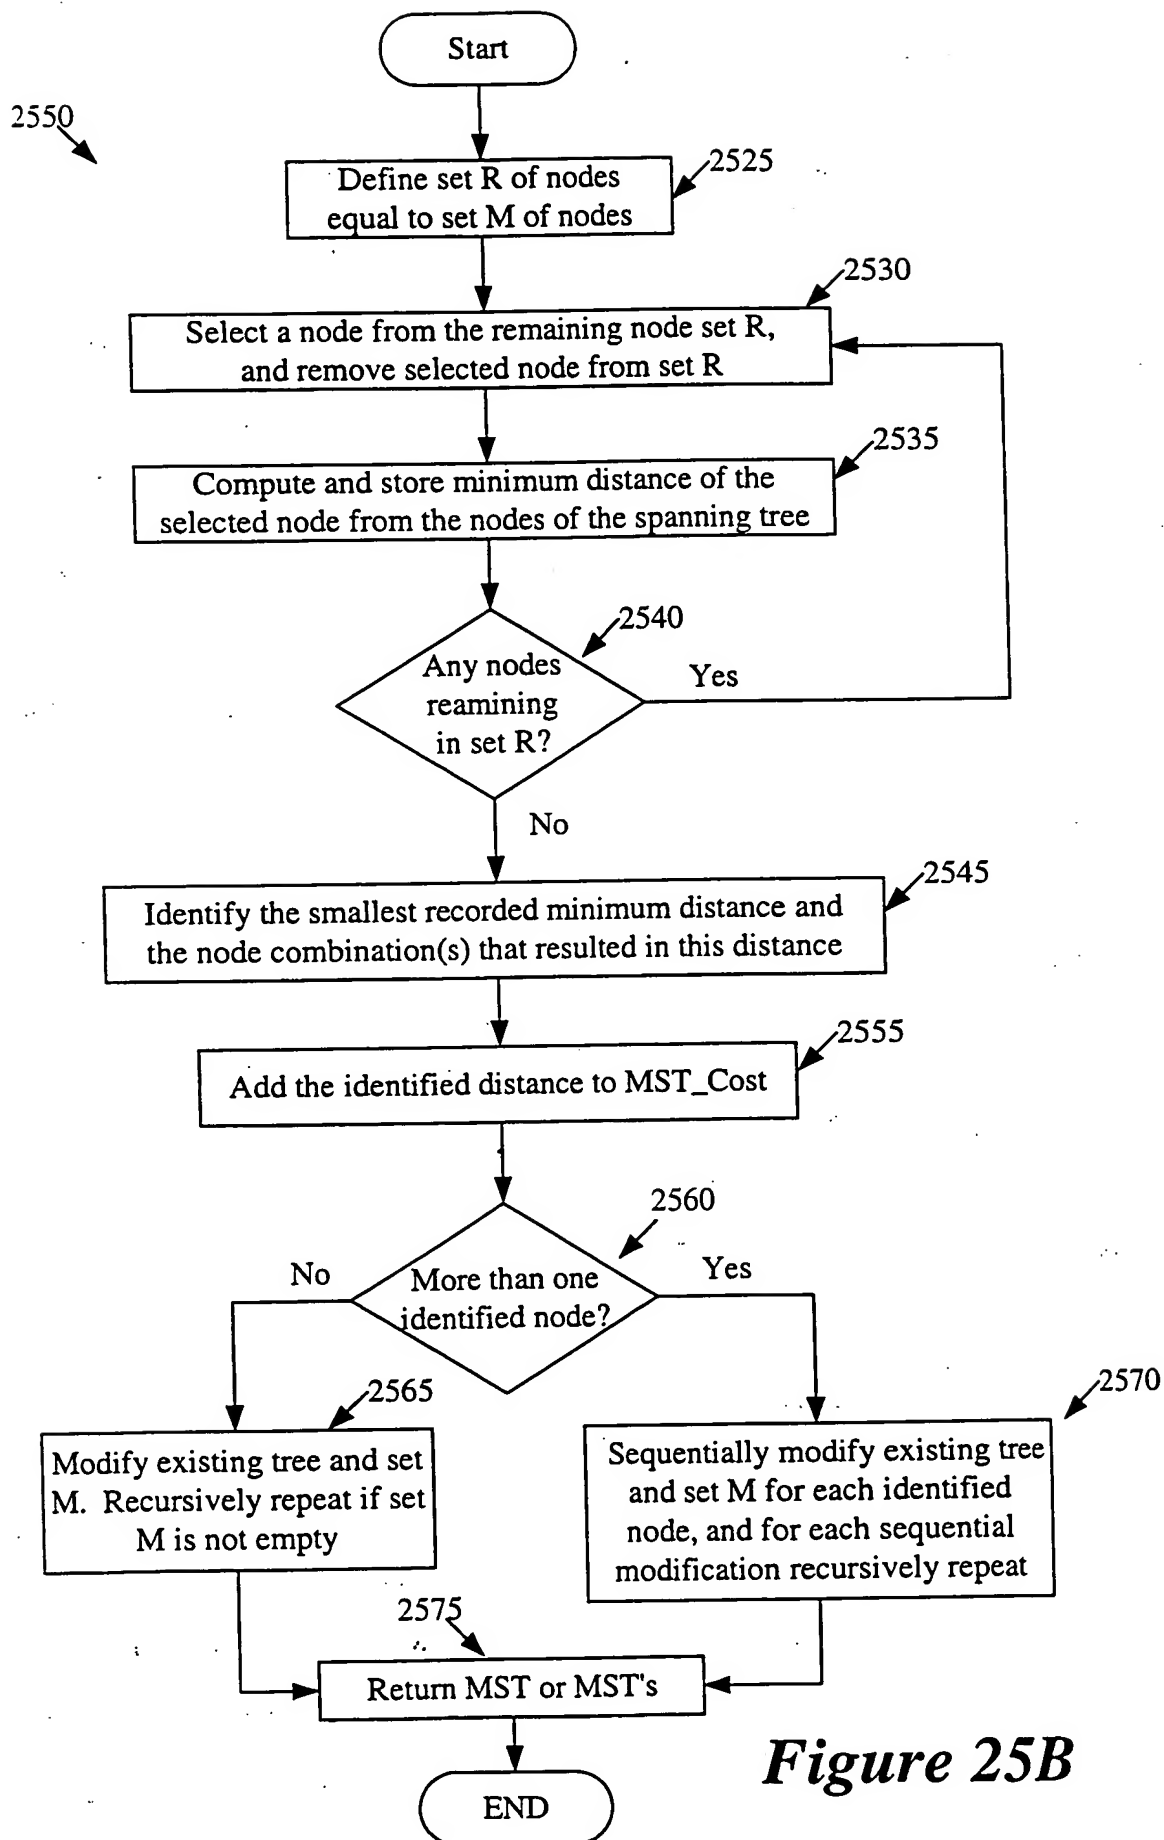 Start
2550
2525
Define set R of nodes
equal to set M of nodes
2530
Select a node from the remaining node set R,
and remove selected node from set R
2535
Compute and store minimum distance of the
selected node from the nodes of the spanning tree
2540
Any nodes
reamining
in set R?
Yes
No
2545
Identify the smallest recorded minimum distance and
the node combination(s) that resulted in this distance
2555
Add the identified distance to MST_Cost
2560
No
More than one
identified node?
Yes
2565
2570
Modify existing tree and set
M. Recursively repeat if set
M is not empty
Sequentially modify existing tree
and set M for each identified
node, and for each sequential
modification recursively repeat
2575
Return MST or MST's
Figure 25B
END